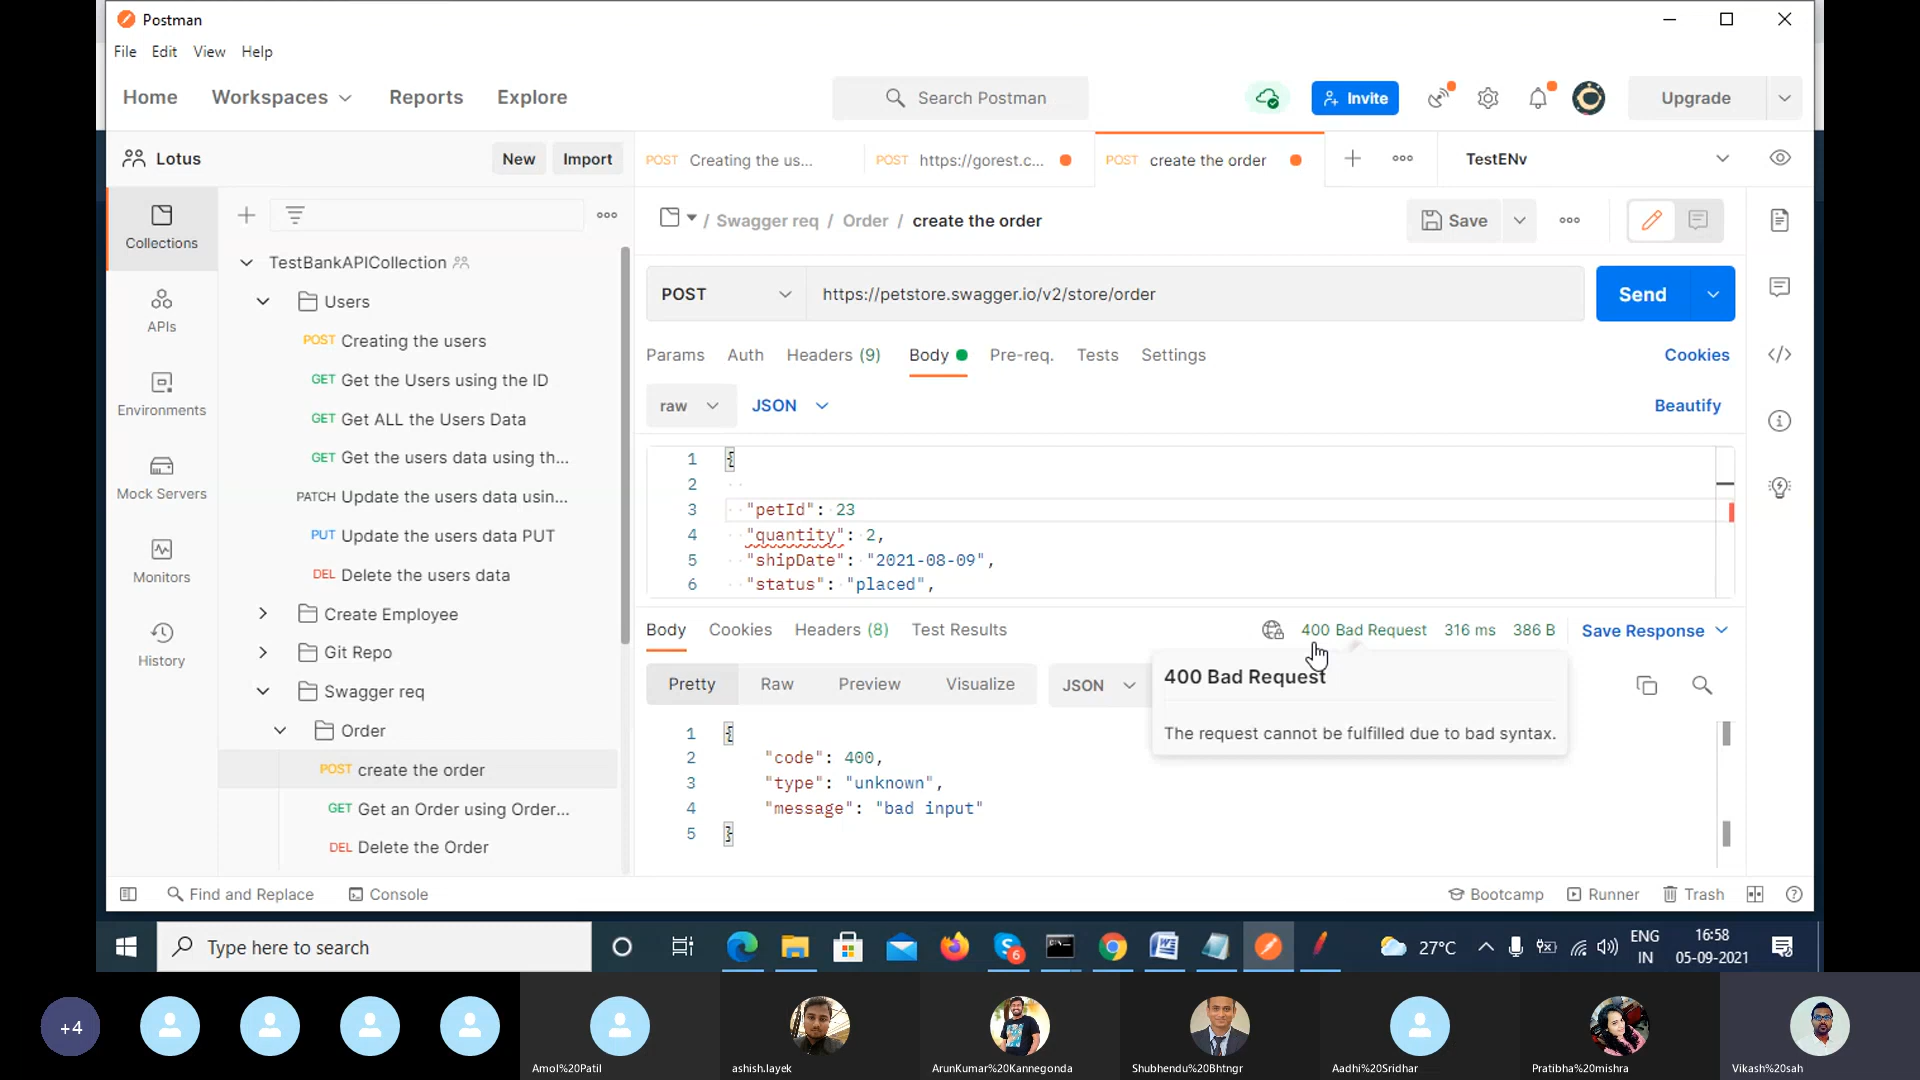 Postman
File Edit View Help
Home Workspaces Reports Explore
Search Postman
Invite
Upgrade
Lotus
New Import
POST Creating the us...
POST https://gorest.c...
POST create the order
TestENv
Collections
APIs
Environments
Mock Servers
Monitors
History
TestBankAPICollection
Users
POST Creating the users
GET Get the Users using the ID
GET Get ALL the Users Data
GET Get the users data using th...
PATCH Update the users data usin...
PUT Update the users data PUT
DEL Delete the users data
Create Employee
Git Repo
Swagger req
Order
POST create the order
GET Get an Order using Order...
DEL Delete the Order
/ Swagger req / Order / create the order
Save
POST https://petstore.swagger.io/v2/store/order
Send
Params Auth Headers (9) Body Pre-req. Tests Settings Cookies
raw JSON Beautify
1 {
2
3 "petId": 23
4 "quantity": 2,
5 "shipDate": "2021-08-09",
6 "status": "placed",
Body Cookies Headers (8) Test Results
400 Bad Request 316 ms 386 B Save Response
Pretty Raw Preview Visualize JSON
400 Bad Request
The request cannot be fulfilled due to bad syntax.
1 {
2 "code": 400,
3 "type": "unknown",
4 "message": "bad input"
5 }
Find and Replace Console
Bootcamp Runner Trash
Type here to search
6
27°C
ENG
IN
16:58
05-09-2021
+4
Amol%20Patil
ashish.layek
ArunKumar%20Kannegonda
Shubhendu%20Bhtngr
Aadhi%20Sridhar
Pratibha%20mishra
Vikash%20sah